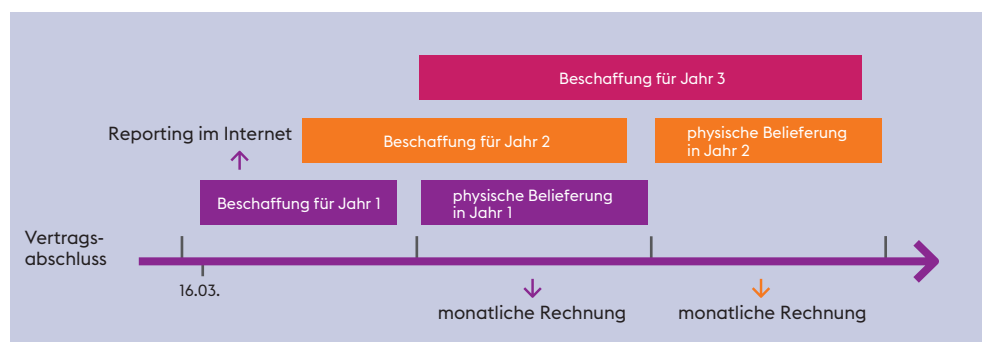 Beschaffung für Jahr 3
Reporting im Internet
Beschaffung für Jahr 2
physische Belieferung
in Jahr 2
Beschaffung für Jahr 1
physische Belieferung
in Jahr 1
Vertrags-
abschluss
16.03.
monatliche Rechnung
monatliche Rechnung